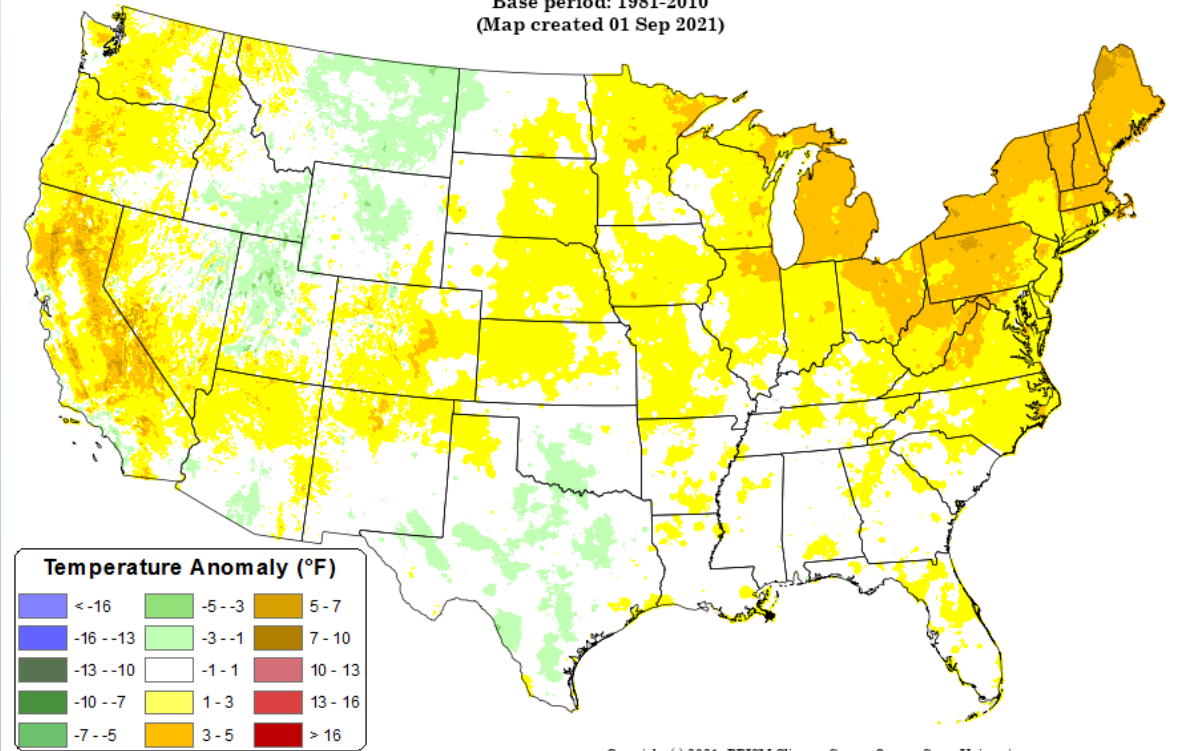 Base period: 1981-2010
(Map created 01 Sep 2021)
Temperature Anomaly (°F)
< -16
-16 - -13
-13 - -10
-10 - -7
-7 - -5
-5 - -3
-3 - -1
-1 - 1
1 - 3
3 - 5
5 - 7
7 - 10
10 - 13
13 - 16
> 16